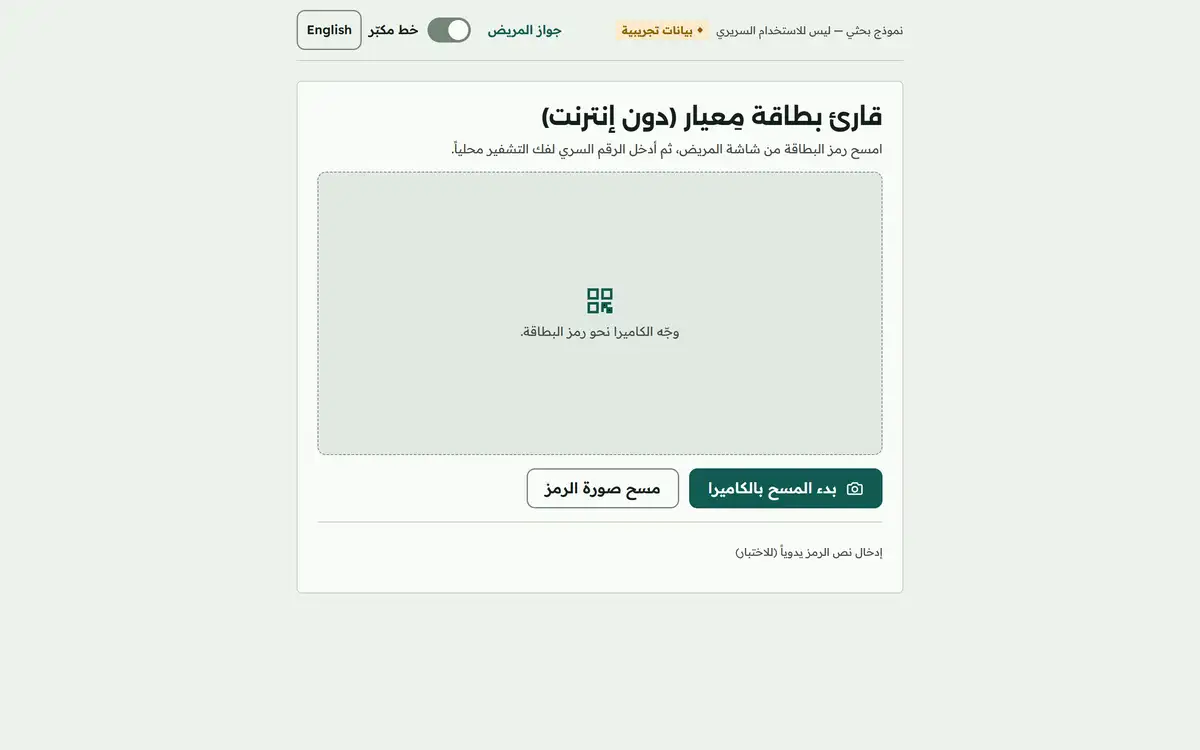 نموذج بحثي — ليس للاستخدام السريري ♦ بيانات تجريبية جواز المريض خط مكبّر English
قارئ بطاقة مِعيار (دون إنترنت)
امسح رمز البطاقة من شاشة المريض، ثم أدخل الرقم السري لفك التشفير محلياً.
وجّه الكاميرا نحو رمز البطاقة.
بدء المسح بالكاميرا مسح صورة الرمز
إدخال نص الرمز يدوياً (للاختبار)